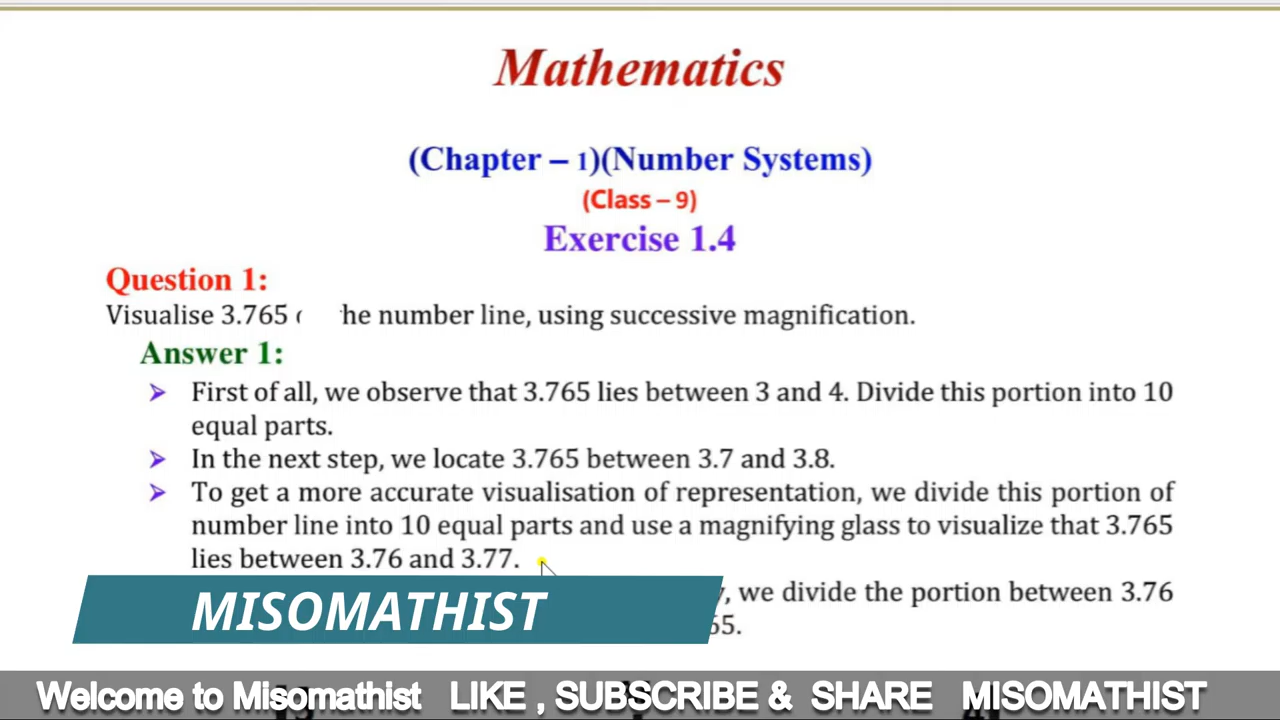 Mathematics
(Chapter – 1)(Number Systems)
(Class – 9)
Exercise 1.4
Question 1:
Visualise 3.765 he number line, using successive magnification.
Answer 1:
➢ First of all, we observe that 3.765 lies between 3 and 4. Divide this portion into 10
equal parts.
➢ In the next step, we locate 3.765 between 3.7 and 3.8.
➢ To get a more accurate visualisation of representation, we divide this portion of
number line into 10 equal parts and use a magnifying glass to visualize that 3.765
lies between 3.76 and 3.77.
, we divide the portion between 3.76
65.
MISOMATHIST
Welcome to Misomathist LIKE , SUBSCRIBE & SHARE MISOMATHIST